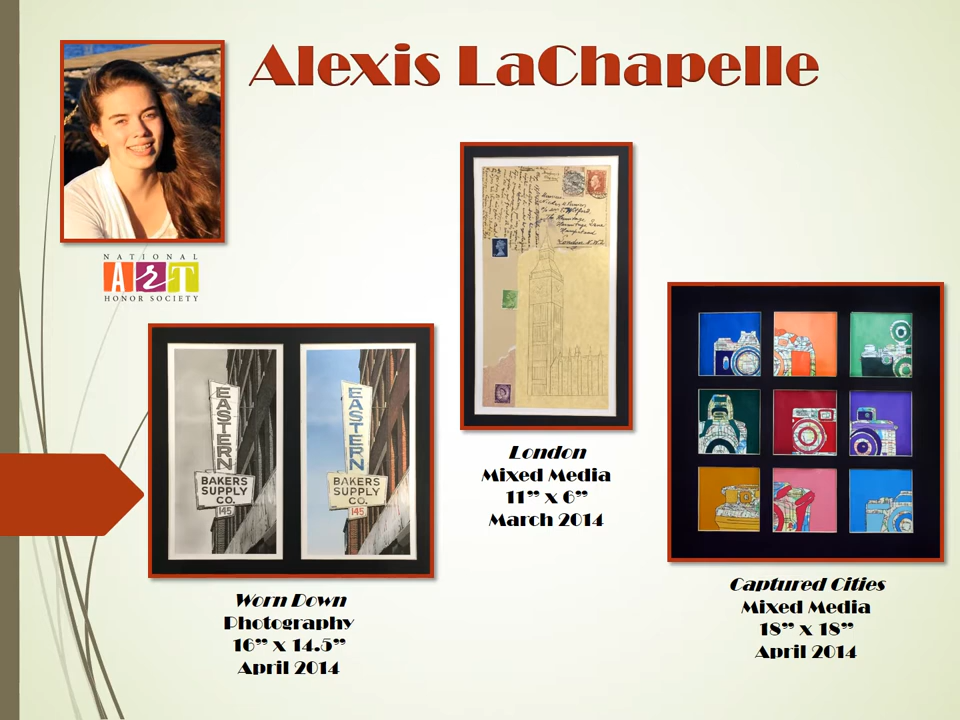 Alexis LaChapelle
NATIONAL
ART
HONOR SOCIETY
EASTERN
BAKERS
SUPPLY
CO.
145
EASTERN
BAKERS
SUPPLY
CO.
145
Worn Down
Photography
16” x 14.5”
April 2014
London
Mixed Media
11” x 6”
March 2014
Captured Cities
Mixed Media
18” x 18”
April 2014